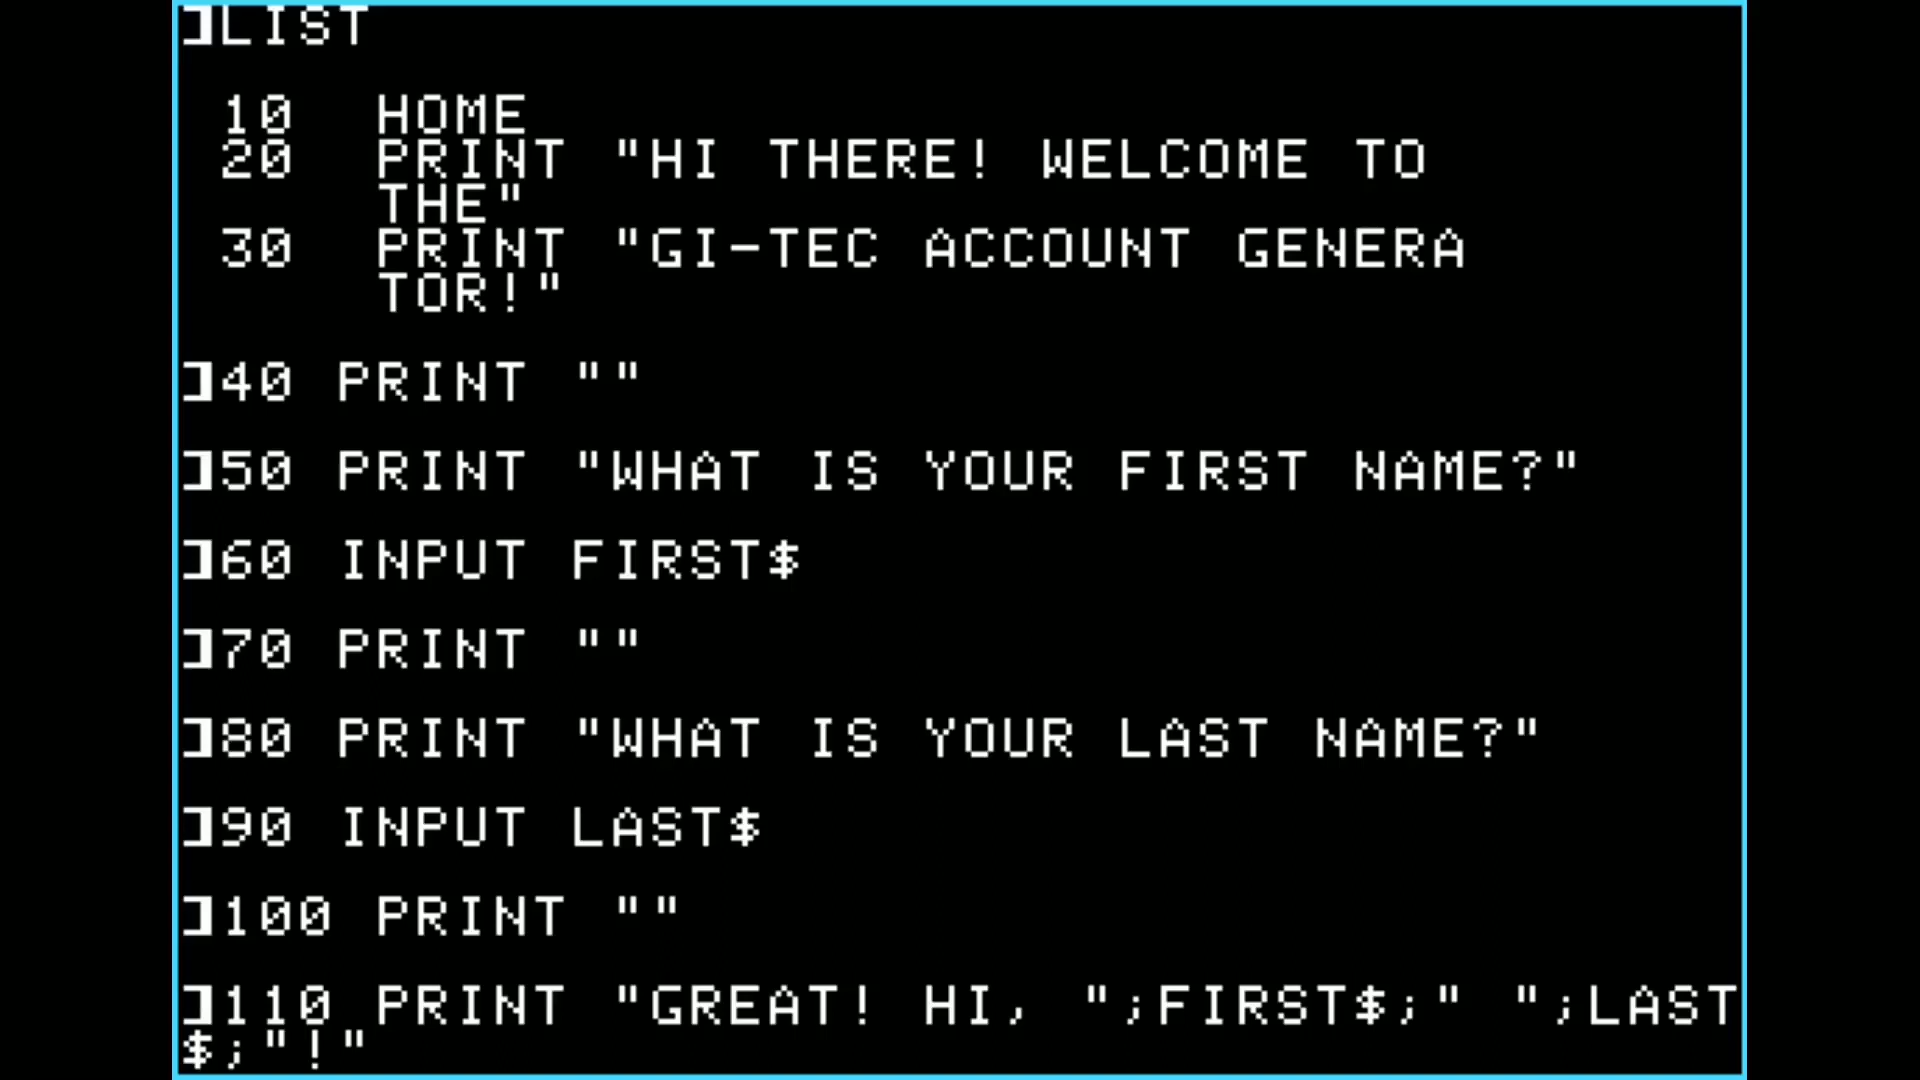 ]LIST
10 HOME
20 PRINT "HI THERE! WELCOME TO
THE"
30 PRINT "GI-TEC ACCOUNT GENERA
TOR!"
]40 PRINT ""
]50 PRINT "WHAT IS YOUR FIRST NAME?"
]60 INPUT FIRST$
]70 PRINT ""
]80 PRINT "WHAT IS YOUR LAST NAME?"
]90 INPUT LAST$
]100 PRINT ""
]110 PRINT "GREAT! HI, ";FIRST$;" ";LAST
$;"!"